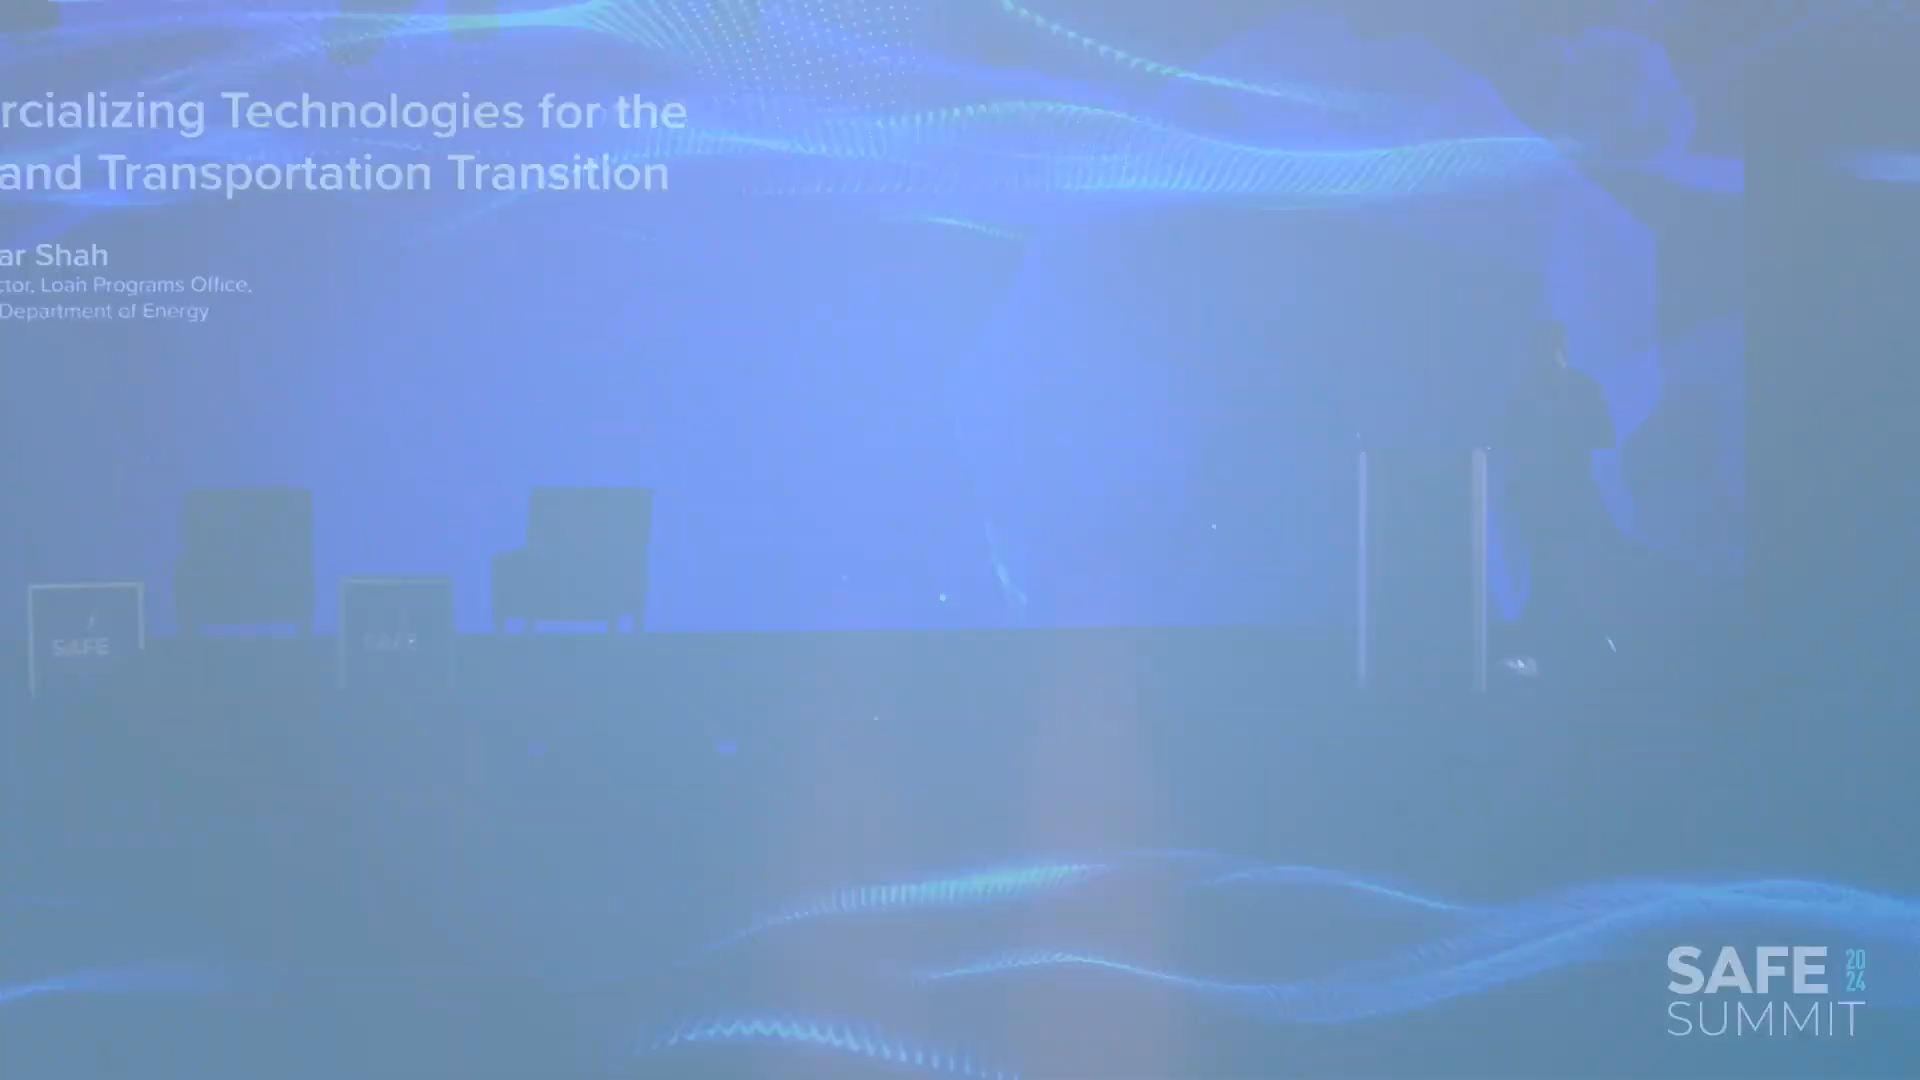 rcializing Technologies for the
and Transportation Transition
ar Shah
ctor, Loan Programs Office,
Department of Energy
SAFE
SAFE
SAFE 2024
SUMMIT